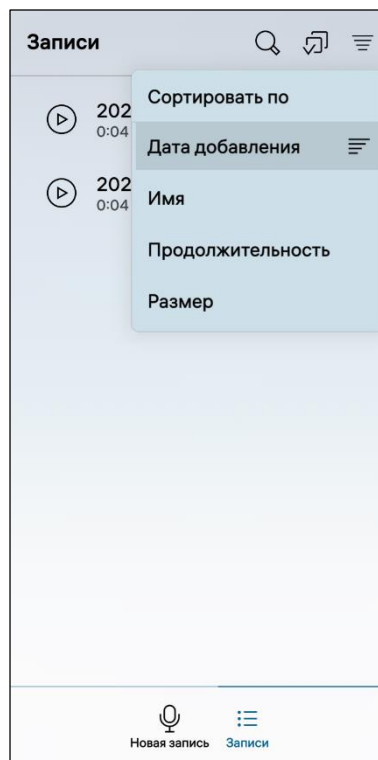 Записи
Сортировать по
202
0:04
Дата добавления
202
0:04
Имя
Продолжительность
Размер
Новая запись
Записи